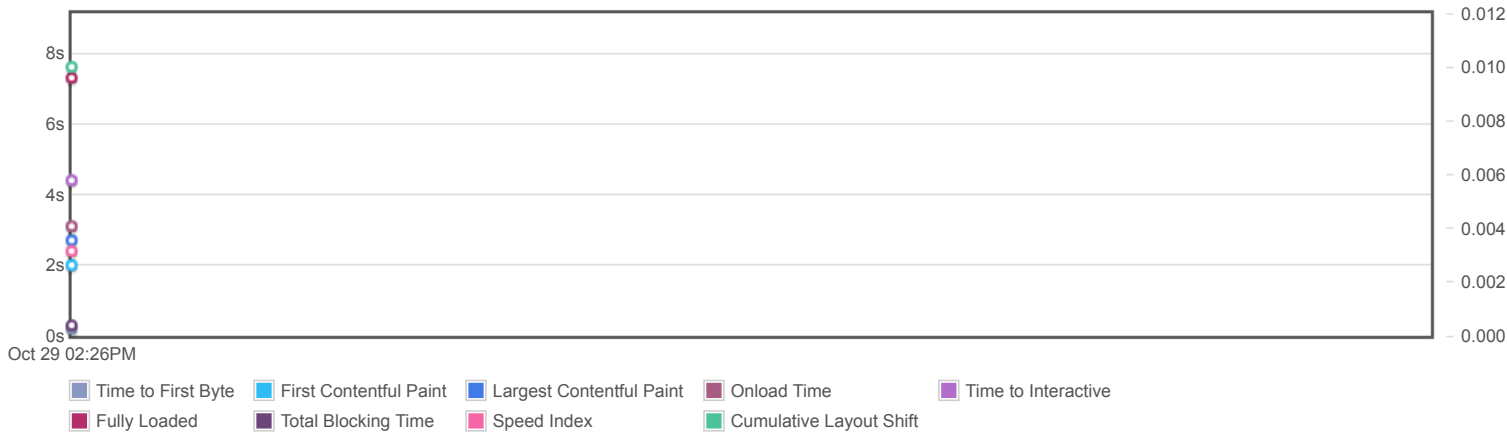 0.012
8s
0.010
6s
0.008
0.006
4s
0.004
2s
0.002
0s
0.000
Oct 29 02:26PM
Time to First Byte First Contentful Paint Largest Contentful Paint Onload Time Time to Interactive
Fully Loaded Total Blocking Time Speed Index Cumulative Layout Shift